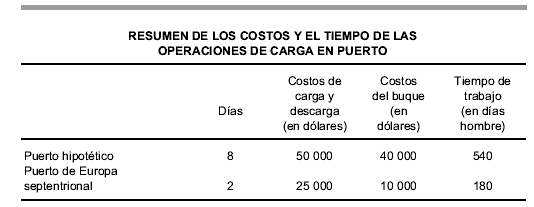 RESUMEN DE LOS COSTOS Y EL TIEMPO DE LAS
OPERACIONES DE CARGA EN PUERTO
Días
Costos de
carga y
descarga
(en dólares)
Costos
del buque
(en
dólares)
Tiempo de
trabajo
(en días
hombre)
Puerto hipotético 8 50 000 40 000 540
Puerto de Europa
septentrional 2 25 000 10 000 180